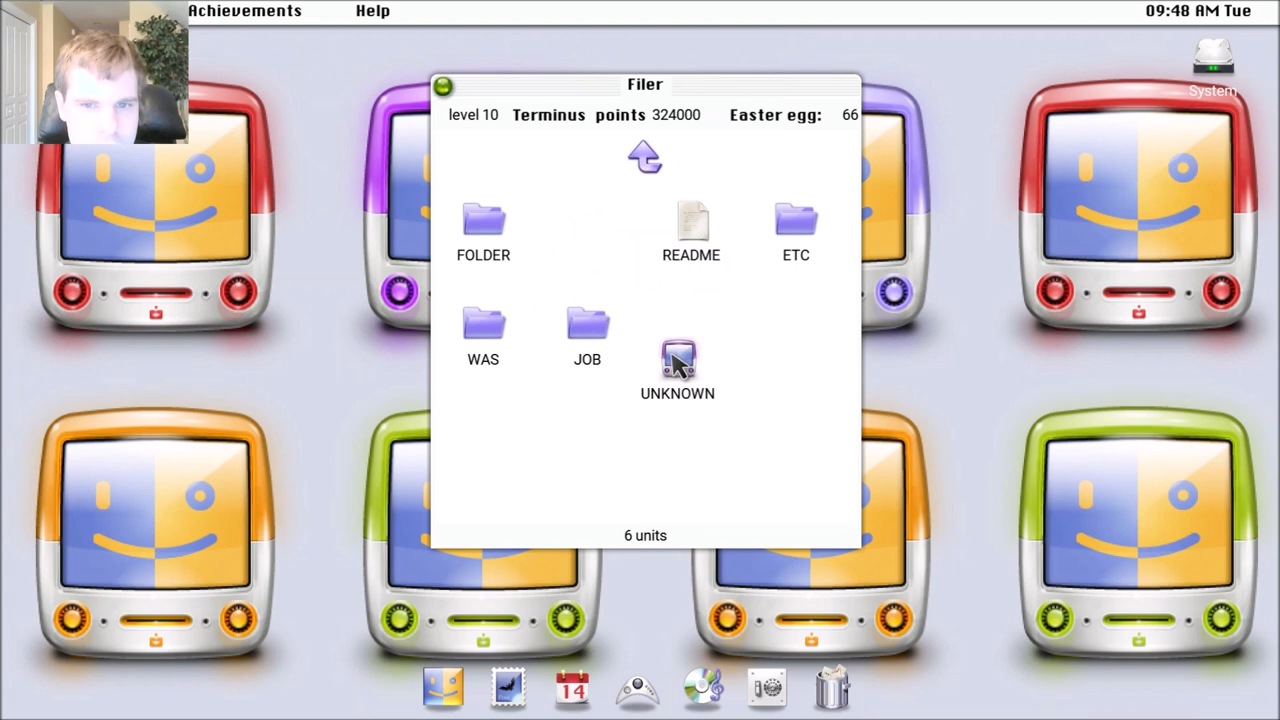 Achievements Help 09:48 AM Tue
System
Filer
level 10 Terminus points 324000 Easter egg: 66
FOLDER README ETC
WAS JOB UNKNOWN
6 units
14